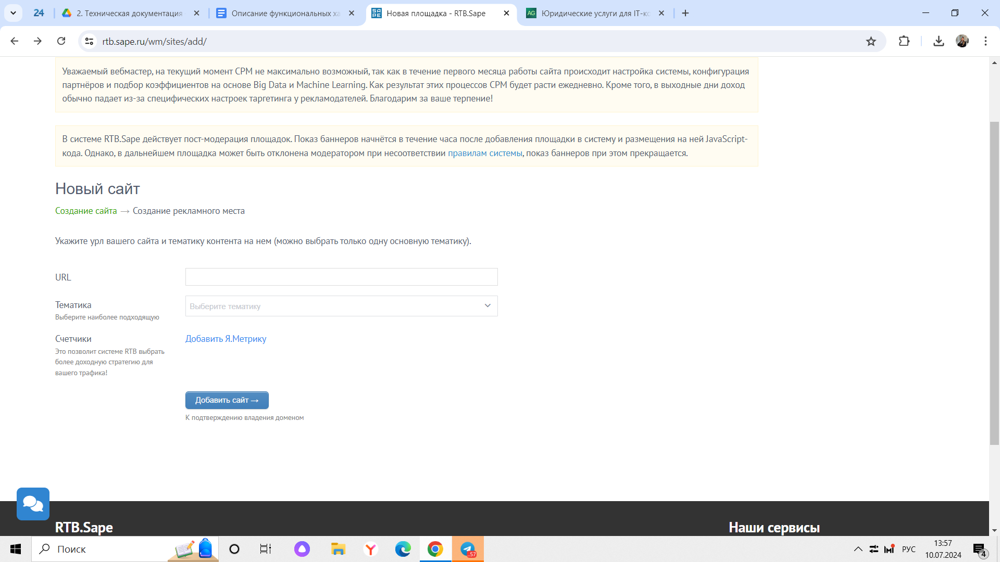 24
2. Техническая документация
Описание функциональных ха
Новая площадка - RTB.Sape
Юридические услуги для IT-ко
rtb.sape.ru/wm/sites/add/
Уважаемый вебмастер, на текущий момент CPM не максимально возможный, так как в течение первого месяца работы сайта происходит настройка системы, конфигурация
партнёров и подбор коэффициентов на основе Big Data и Machine Learning. Как результат этих процессов CPM будет расти ежедневно. Кроме того, в выходные дни доход
обычно падает из-за специфических настроек таргетинга у рекламодателей. Благодарим за ваше терпение!
В системе RTB.Sape действует пост-модерация площадок. Показ баннеров начнётся в течение часа после добавления площадки в систему и размещения на ней JavaScript-
кода. Однако, в дальнейшем площадка может быть отклонена модератором при несоответствии правилам системы, показ баннеров при этом прекращается.
Новый сайт
Создание сайта → Создание рекламного места
Укажите урл вашего сайта и тематику контента на нем (можно выбрать только одну основную тематику).
URL
Тематика
Выберите наиболее подходящую
Выберите тематику
Счетчики
Это позволит системе RTB выбрать
более доходную стратегию для
вашего трафика!
Добавить Я.Метрику
Добавить сайт →
К подтверждению владения доменом
RTB.Sape
Наши сервисы
Поиск
..57
РУС
13:57
10.07.2024
4